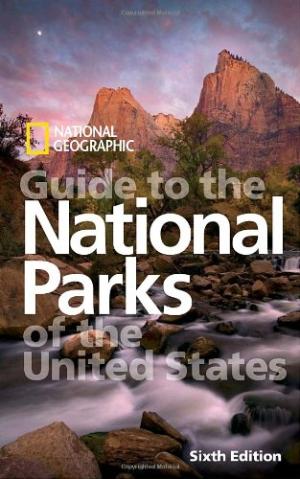 NATIONAL
GEOGRAPHIC
Guide to the
National
Parks
of the
United States
Sixth Edition